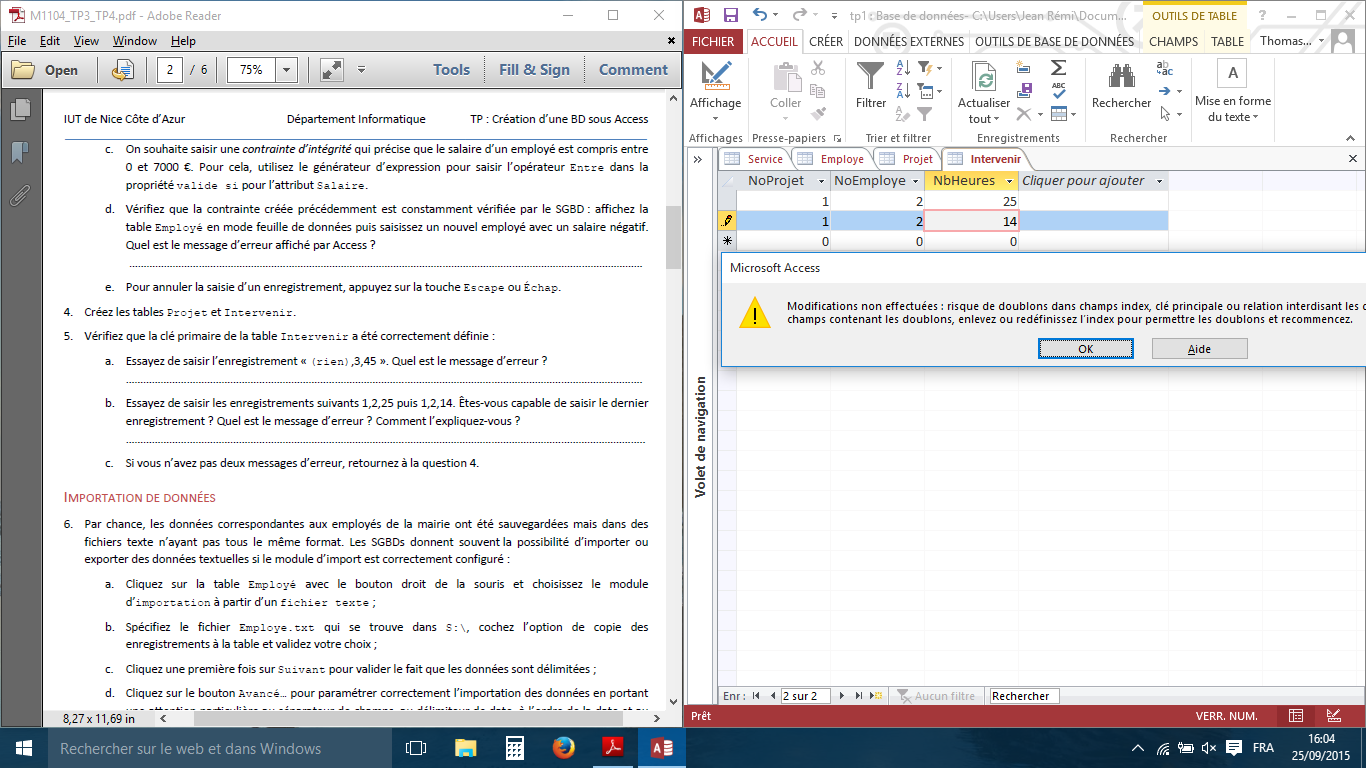 M1104_TP3_TP4.pdf - Adobe Reader
File Edit View Window Help
Open 2 / 6 75% Tools Fill & Sign Comment
IUT de Nice Côte d'Azur Département Informatique TP : Création d'une BD sous Access
c. On souhaite saisir une contrainte d'intégrité qui précise que le salaire d'un employé est compris entre
0 et 7000 €. Pour cela, utilisez le générateur d'expression pour saisir l'opérateur Entre dans la
propriété valide si pour l'attribut Salaire.
d. Vérifiez que la contrainte créée précédemment est constamment vérifiée par le SGBD : affichez la
table Employé en mode feuille de données puis saisissez un nouvel employé avec un salaire négatif.
Quel est le message d'erreur affiché par Access ?
e. Pour annuler la saisie d'un enregistrement, appuyez sur la touche Escape ou Échap.
4. Créez les tables Projet et Intervenir.
5. Vérifiez que la clé primaire de la table Intervenir a été correctement définie :
a. Essayez de saisir l'enregistrement « (rien),3,45 ». Quel est le message d'erreur ?
b. Essayez de saisir les enregistrements suivants 1,2,25 puis 1,2,14. Êtes-vous capable de saisir le dernier
enregistrement ? Quel est le message d'erreur ? Comment l'expliquez-vous ?
c. Si vous n'avez pas deux messages d'erreur, retournez à la question 4.
IMPORTATION DE DONNÉES
6. Par chance, les données correspondantes aux employés de la mairie ont été sauvegardées mais dans des
fichiers texte n'ayant pas tous le même format. Les SGBDs donnent souvent la possibilité d'importer ou
exporter des données textuelles si le module d'import est correctement configuré :
a. Cliquez sur la table Employé avec le bouton droit de la souris et choisissez le module
d'importation à partir d'un fichier texte ;
b. Spécifiez le fichier Employe.txt qui se trouve dans S:\, cochez l'option de copie des
enregistrements à la table et validez votre choix ;
c. Cliquez une première fois sur Suivant pour valider le fait que les données sont délimitées ;
d. Cliquez sur le bouton Avancé… pour paramétrer correctement l'importation des données en portant
8,27 x 11,69 in
tp1 : Base de données- C:\Users\Jean Rémi\Docum... OUTILS DE TABLE
FICHIER ACCUEIL CRÉER DONNÉES EXTERNES OUTILS DE BASE DE DONNÉES CHAMPS TABLE Thomas...
Affichage Coller Filtrer Actualiser tout Rechercher Mise en forme du texte
Affichages Presse-papiers Trier et filtrer Enregistrements Rechercher
Service Employe Projet Intervenir
NoProjet NoEmploye NbHeures Cliquer pour ajouter
1 2 25
1 2 14
0 0 0
Microsoft Access
Modifications non effectuées : risque de doublons dans champs index, clé principale ou relation interdisant les
champs contenant les doublons, enlevez ou redéfinissez l'index pour permettre les doublons et recommencez.
OK Aide
Volet de navigation
Enr : 2 sur 2 Aucun filtre Rechercher
Prêt VERR. NUM.
Rechercher sur le web et dans Windows
FRA 16:04
25/09/2015